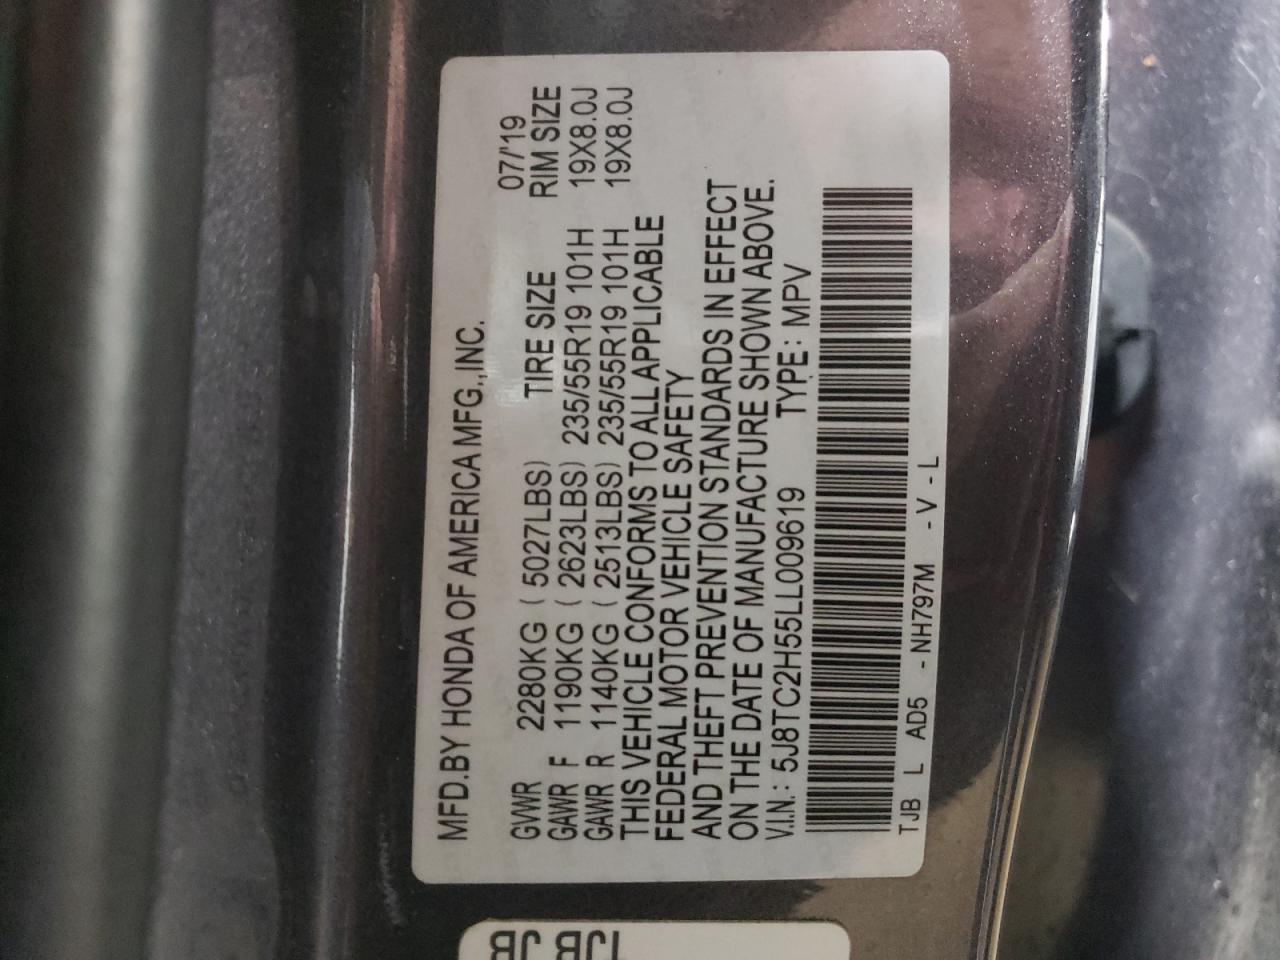 MFD.BY HONDA OF AMERICA MFG.,INC. 07/'19
GVWR 2280KG ( 5027LBS) TIRE SIZE RIM SIZE
GAWR F 1190KG ( 2623LBS) 235/55R19 101H 19X8.0J
GAWR R 1140KG ( 2513LBS) 235/55R19 101H 19X8.0J
THIS VEHICLE CONFORMS TO ALL APPLICABLE
FEDERAL MOTOR VEHICLE SAFETY
AND THEFT PREVENTION STANDARDS IN EFFECT
ON THE DATE OF MANUFACTURE SHOWN ABOVE.
V.I.N.: 5J8TC2H55LL009619 TYPE: MPV
TJB L AD5 - NH797M - V - L